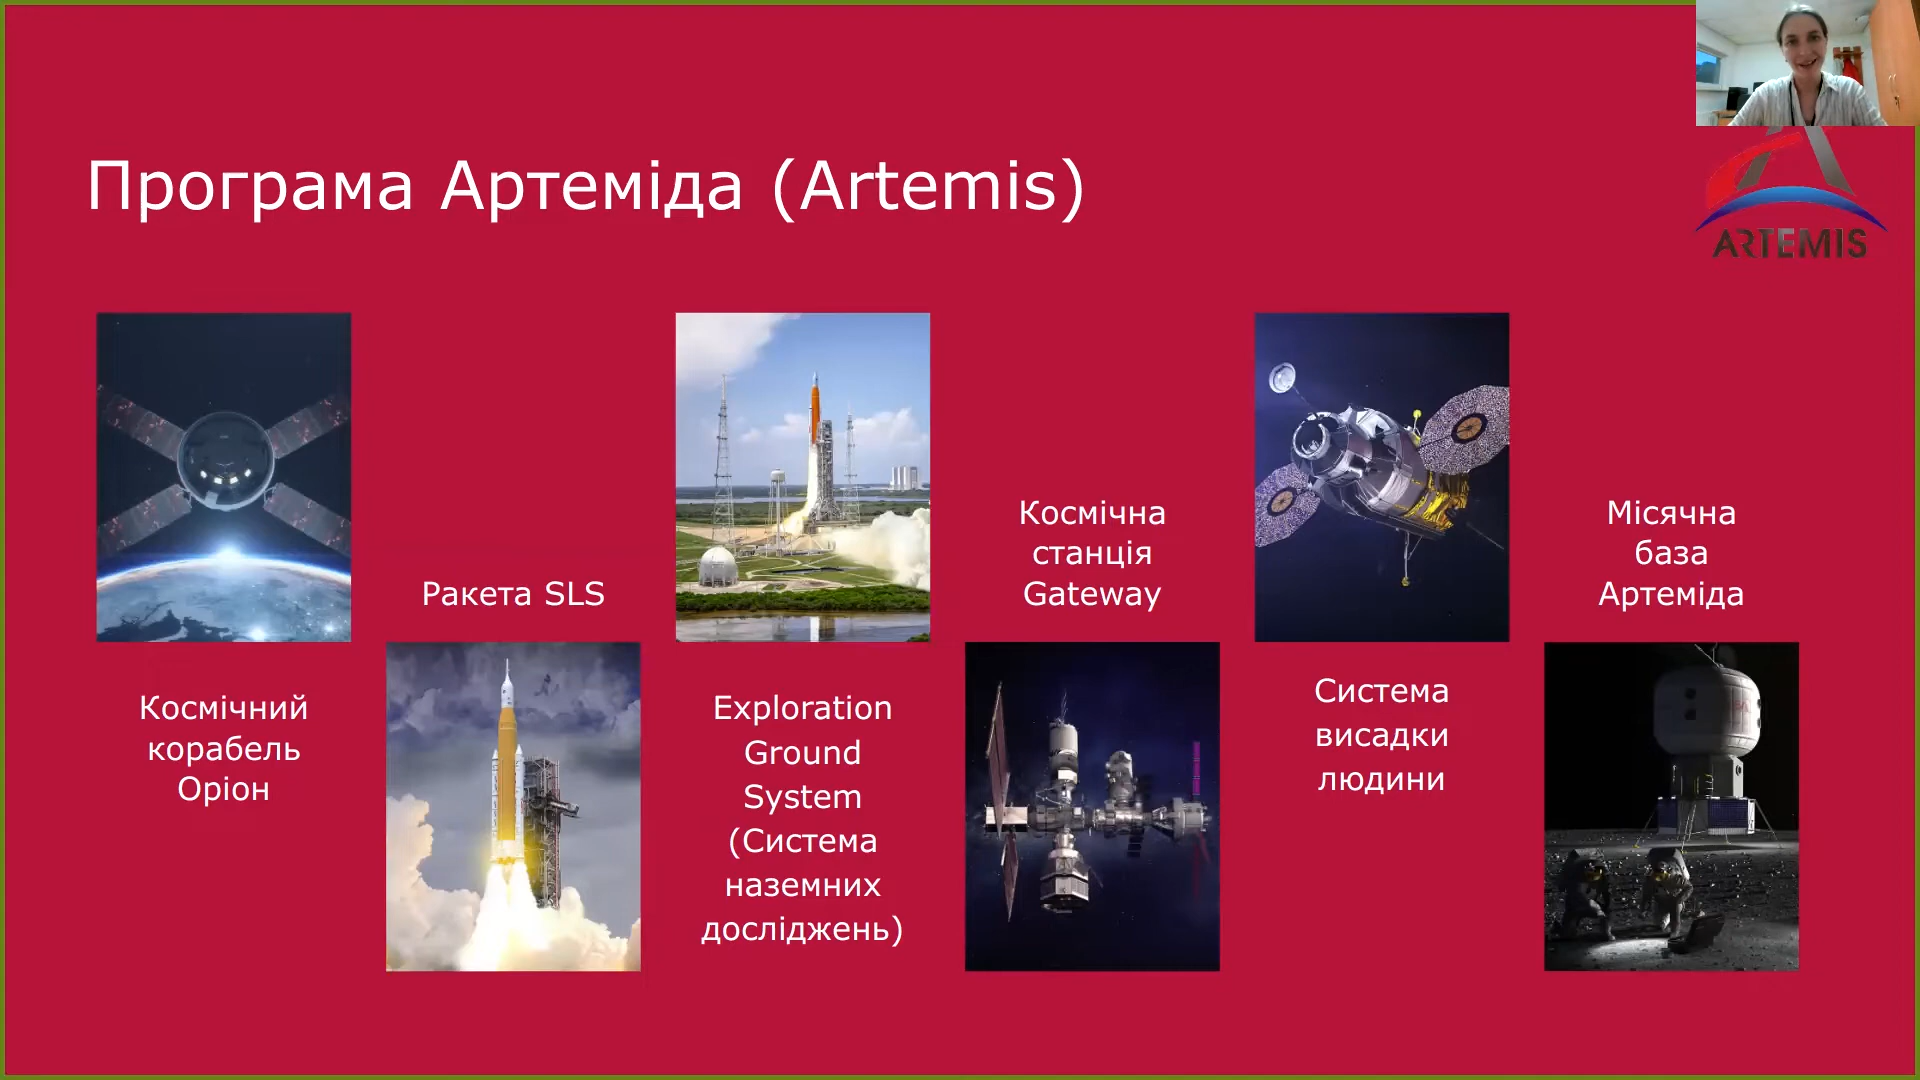 Програма Артеміда (Artemis)
ARTEMIS
Космічний
корабель
Оріон
Ракета SLS
Exploration
Ground
System
(Система
наземних
досліджень)
Космічна
станція
Gateway
Система
висадки
людини
Місячна
база
Артеміда